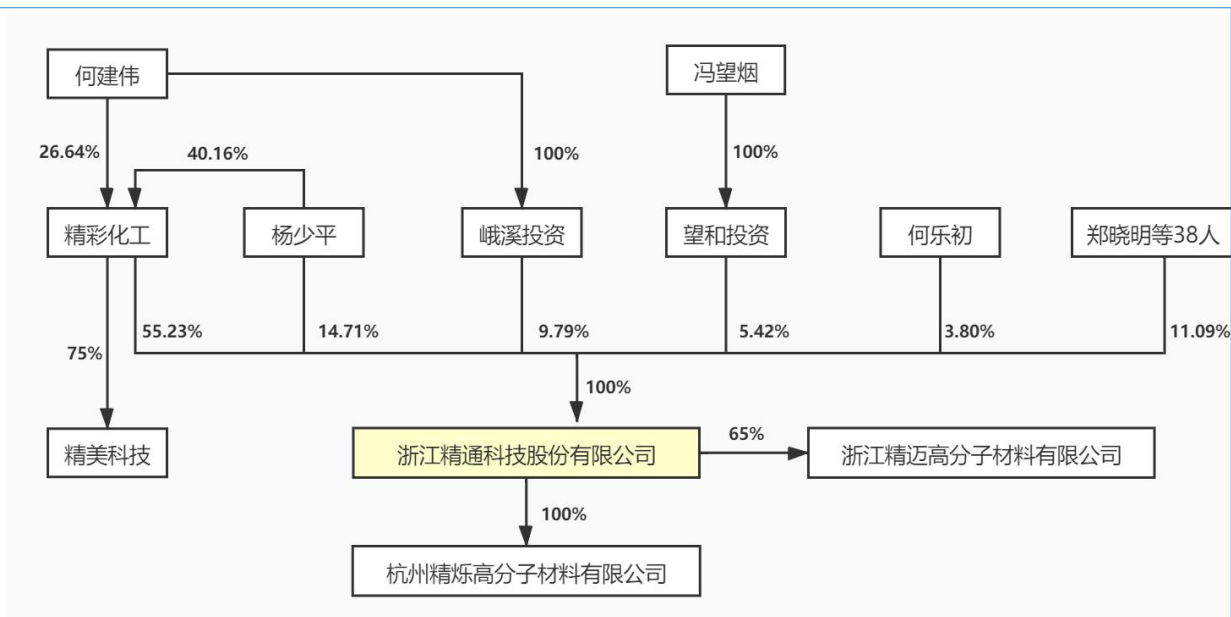 何建伟
冯望烟
26.64%
40.16%
100%
100%
精彩化工
杨少平
峨溪投资
望和投资
何乐初
郑晓明等38人
75%
55.23%
14.71%
9.79%
5.42%
3.80%
11.09%
100%
精美科技
浙江精通科技股份有限公司
65%
浙江精迈高分子材料有限公司
100%
杭州精烁高分子材料有限公司